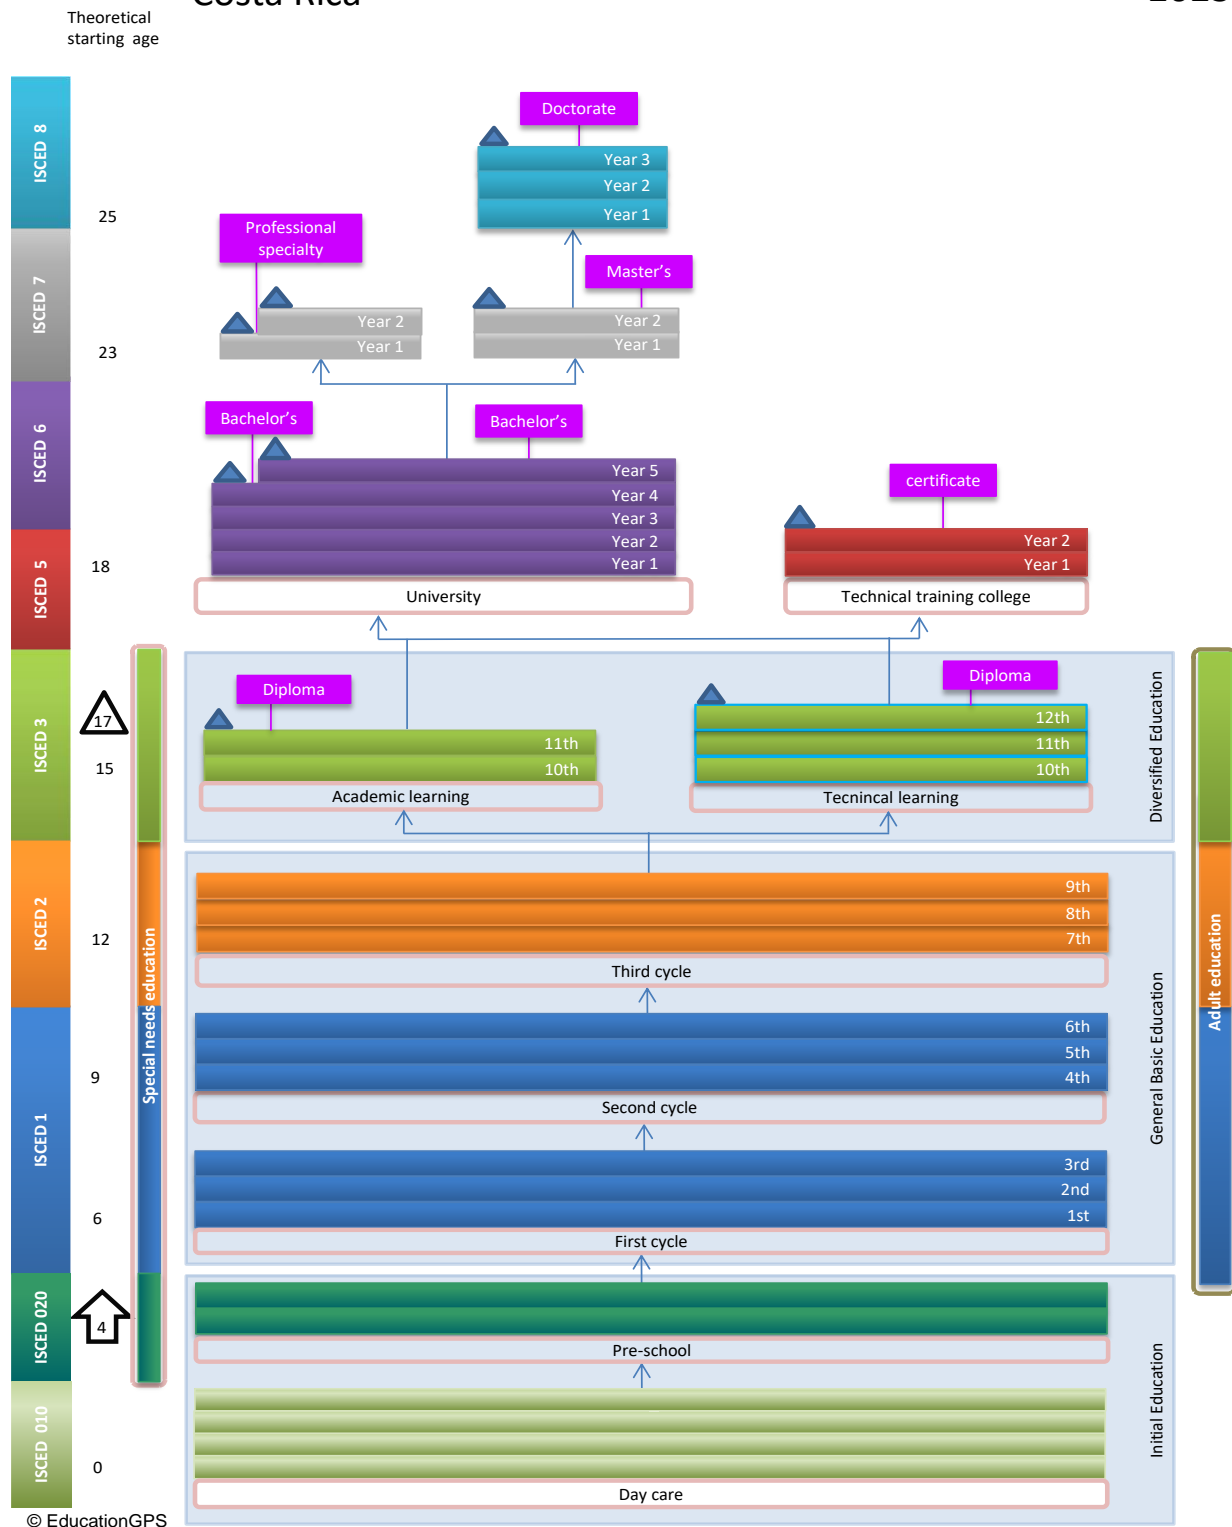 Costa Rica
Theoretical
starting age
ISCED 8
25
Doctorate
Year 3
Year 2
Year 1
Professional
specialty
Master's
ISCED 7
23
Year 2
Year 1
Year 2
Year 1
ISCED 6
Bachelor's
Bachelor's
Year 5
Year 4
Year 3
Year 2
Year 1
University
certificate
ISCED 5
18
Year 2
Year 1
Technical training college
ISCED 3
17
15
Diploma
11th
10th
Academic learning
Diploma
12th
11th
10th
Tecnincal learning
Diversified Education
ISCED 2
12
9th
8th
7th
Third cycle
Special needs education
Adult education
General Basic Education
ISCED 1
9
6th
5th
4th
Second cycle
6
3rd
2nd
1st
First cycle
ISCED 020
4
Pre-school
Initial Education
ISCED 010
0
Day care
© EducationGPS